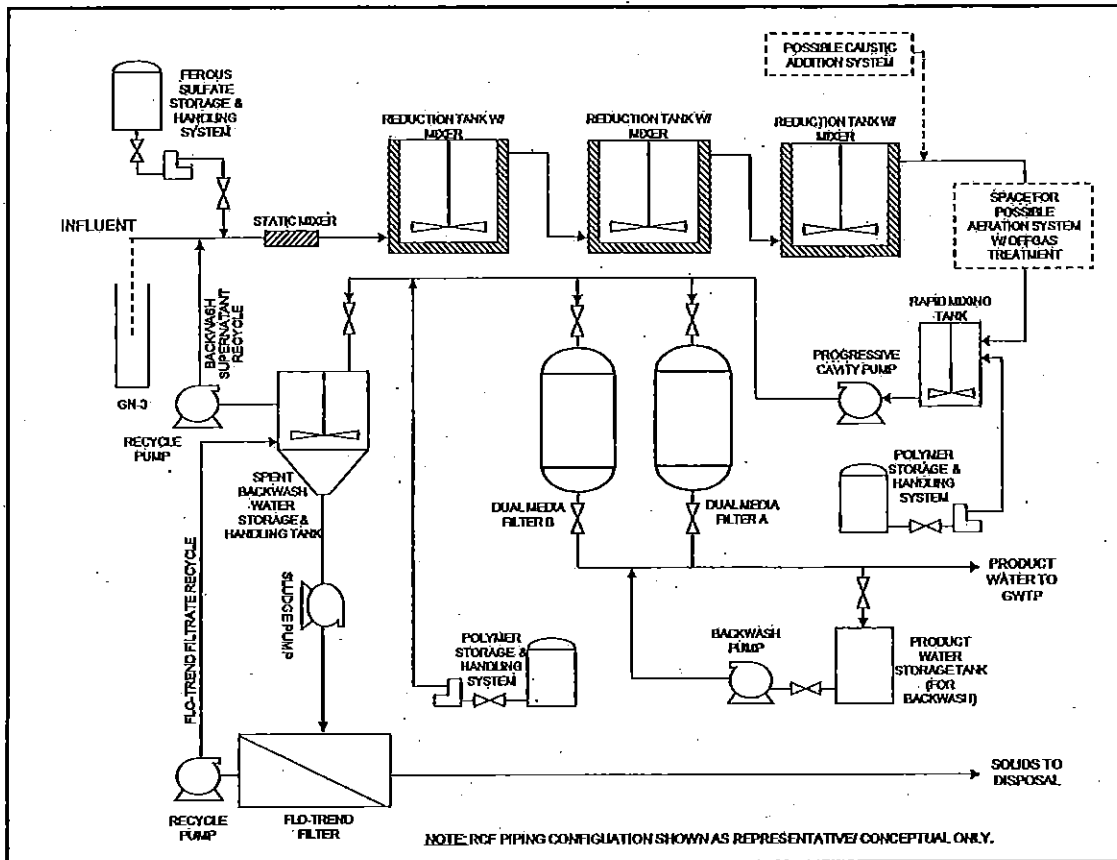 POSSIBLE CAUSTIC
ADDITION SYSTEM
FEROUS
SULFATE
STORAGE &
HANDLING
SYSTEM
REDUCTION TANK W/
MIXER
REDUCTION TANK W/
MIXER
REDUCTION TANK W/
MIXER
INFLUENT
STATIC MIXER
SPACE FOR
POSSIBLE
AERATION SYSTEM
W/ OFFGAS
TREATMENT
BACKWASH
SUPERNATANT
RECYCLE
GN-3
RECYCLE
PUMP
RAPID MIXING
TANK
PROGRESSIVE
CAVITY PUMP
SPENT
BACKWASH
WATER
STORAGE &
HANDLING TANK
DUAL MEDIA
FILTER B
DUAL MEDIA
FILTER A
POLYMER
STORAGE &
HANDLING
SYSTEM
FLO-TREND FILTRATE RECYCLE
SLUDGE PUMP
PRODUCT
WATER TO
GWTP
POLYMER
STORAGE &
HANDLING
SYSTEM
BACKWASH
PUMP
PRODUCT
WATER
STORAGE TANK
(FOR
BACKWASH)
RECYCLE
PUMP
FLO-TREND
FILTER
SOLIDS TO
DISPOSAL
NOTE: RCF PIPING CONFIGUATION SHOWN AS REPRESENTATIVE/ CONCEPTUAL ONLY.